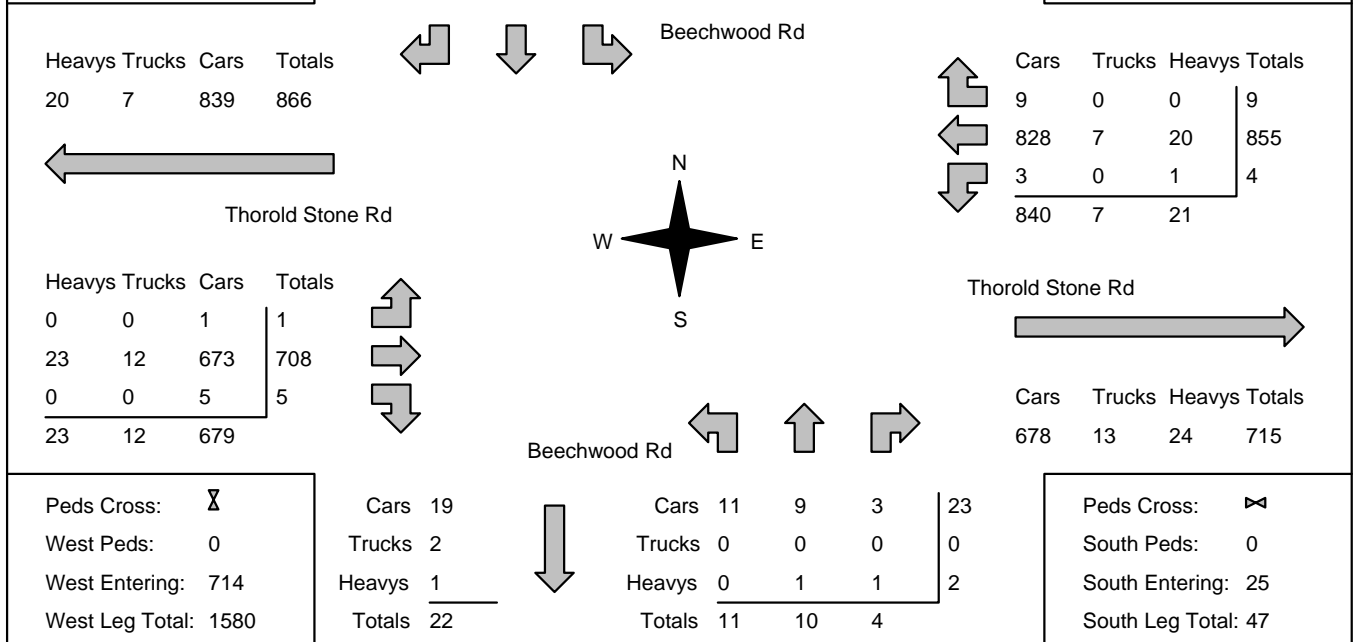 Beechwood Rd
Heavys Trucks Cars Totals
20 7 839 866
Cars Trucks Heavys Totals
9 0 0 9
828 7 20 855
3 0 1 4
840 7 21
Thorold Stone Rd
N
W E
S
Heavys Trucks Cars Totals
0 0 1 1
23 12 673 708
0 0 5 5
23 12 679
Thorold Stone Rd
Cars Trucks Heavys Totals
678 13 24 715
Beechwood Rd
Peds Cross:
West Peds: 0
West Entering: 714
West Leg Total: 1580
Cars 19
Trucks 2
Heavys 1
Totals 22
Cars 11 9 3 23
Trucks 0 0 0 0
Heavys 0 1 1 2
Totals 11 10 4
Peds Cross:
South Peds: 0
South Entering: 25
South Leg Total: 47